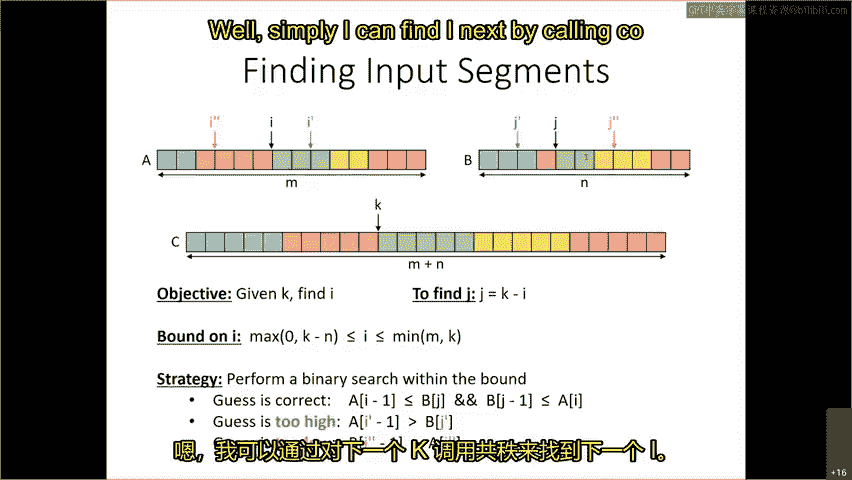 Well, simply I can find I next by calling co
Finding Input Segments
i"
i
i'
j'
j
j"
A
B
m
n
k
C
m + n
Objective: Given k, find i
To find j: j = k - i
Bound on i: max(0, k - n) ≤ i ≤ min(m, k)
Strategy: Perform a binary search within the bound
• Guess is correct: A[i - 1] ≤ B[j] && B[j - 1] ≤ A[i]
• Guess is too high: A[i' - 1] > B[j']
嗯，我可以通过对下一个 K 调用共秩来找到下一个 I。
+16